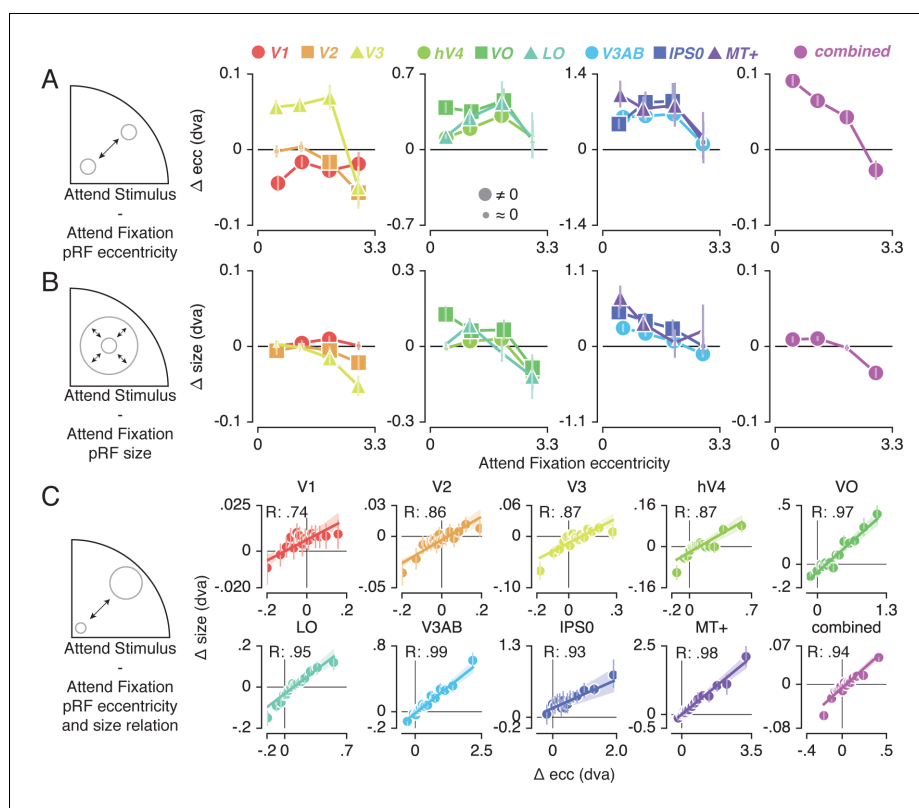 V1 V2 V3 hV4 VO LO V3AB IPS0 MT+ combined
A
Attend Stimulus
-
Attend Fixation
pRF eccentricity
Δ ecc (dva)
0.1
0
-0.1
0 3.3
0.7
0
-0.7
0 3.3
≠ 0
≈ 0
1.4
0
-1.4
0 3.3
0.1
0
-0.1
0 3.3
B
Attend Stimulus
-
Attend Fixation
pRF size
Δ size (dva)
0.1
0
-0.1
0 3.3
0.3
0
-0.3
0 3.3
1.1
0
-1.1
0 3.3
0.1
0
-0.1
0 3.3
Attend Fixation eccentricity
C
Attend Stimulus
-
Attend Fixation
pRF eccentricity
and size relation
Δ size (dva)
V1
R: .74
.025
0
-.020
-.2 0 .2
V2
R: .86
.04
0
-.05
-.2 0 .2
V3
R: .87
.06
0
-.10
-.2 0 .3
hV4
R: .87
.16
0
-.16
-.2 0 .7
VO
R: .97
.5
0
-.2
0 1.3
LO
R: .95
.2
0
-.2
-.2 0 .7
V3AB
R: .99
.8
0
-.2
0 2.5
IPS0
R: .93
1.3
0
-0.2
0 2.0
MT+
R: .98
2.5
0
-0.5
0 3.5
combined
R: .94
.07
0
-.08
-.4 0 .5
Δ ecc (dva)